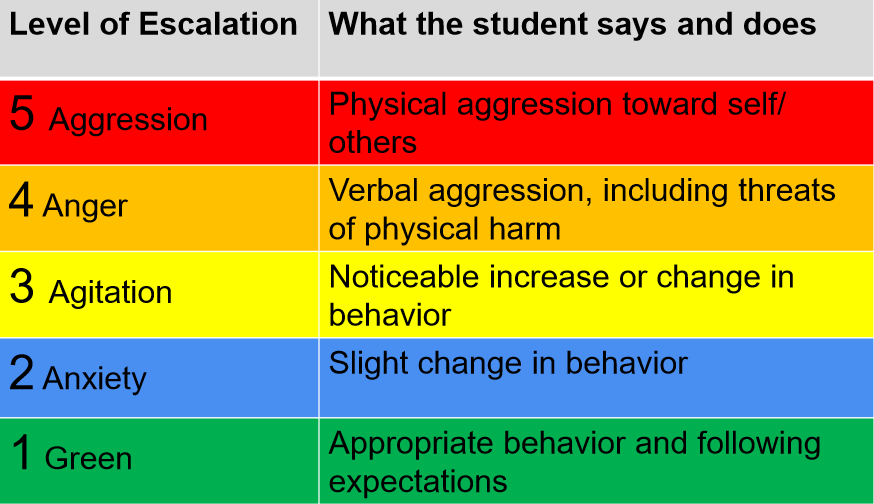 Level of Escalation
What the student says and does
5 Aggression
Physical aggression toward self/
others
4 Anger
Verbal aggression, including threats
of physical harm
3 Agitation
Noticeable increase or change in
behavior
2 Anxiety
Slight change in behavior
1 Green
Appropriate behavior and following
expectations